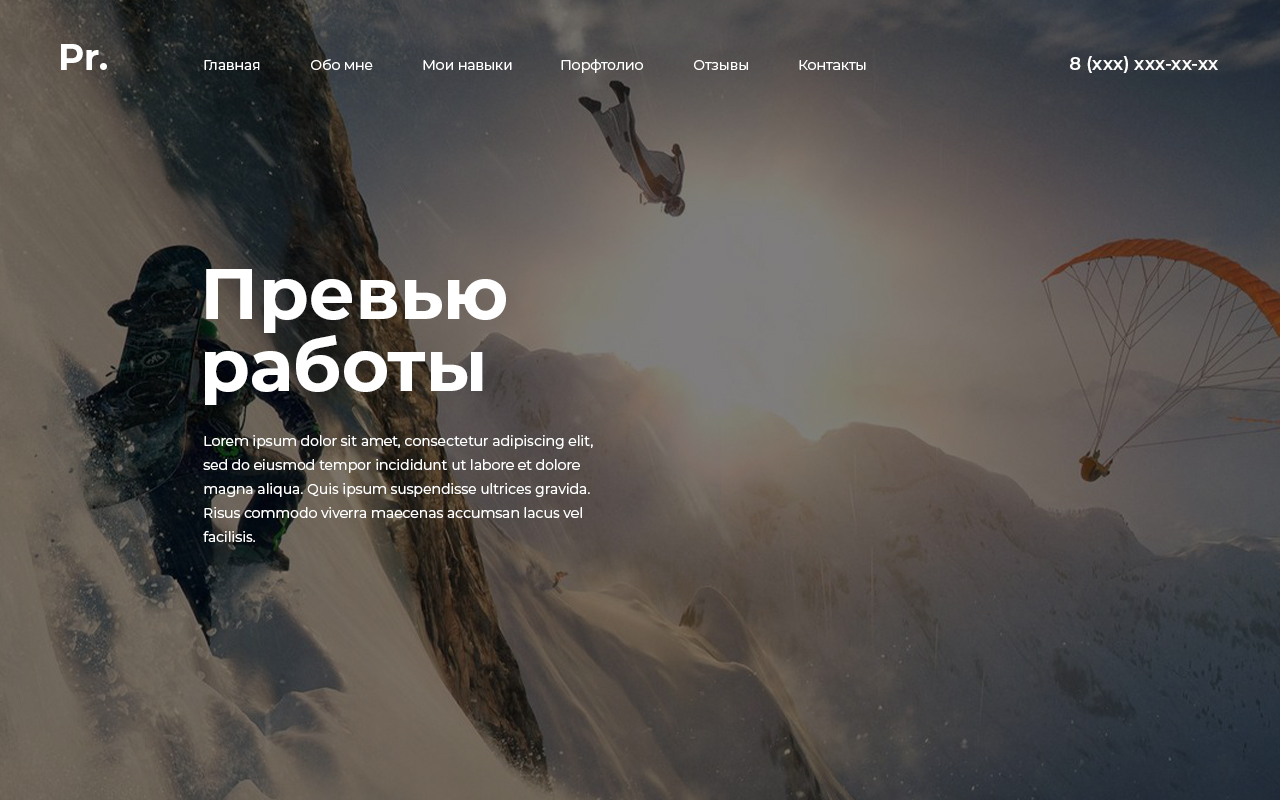 Pr.
Главная
Обо мне
Мои навыки
Порфтолио
Отзывы
Контакты
8 (xxx) xxx-xx-xx
Превью
работы
Lorem ipsum dolor sit amet, consectetur adipiscing elit,
sed do eiusmod tempor incididunt ut labore et dolore
magna aliqua. Quis ipsum suspendisse ultrices gravida.
Risus commodo viverra maecenas accumsan lacus vel
facilisis.